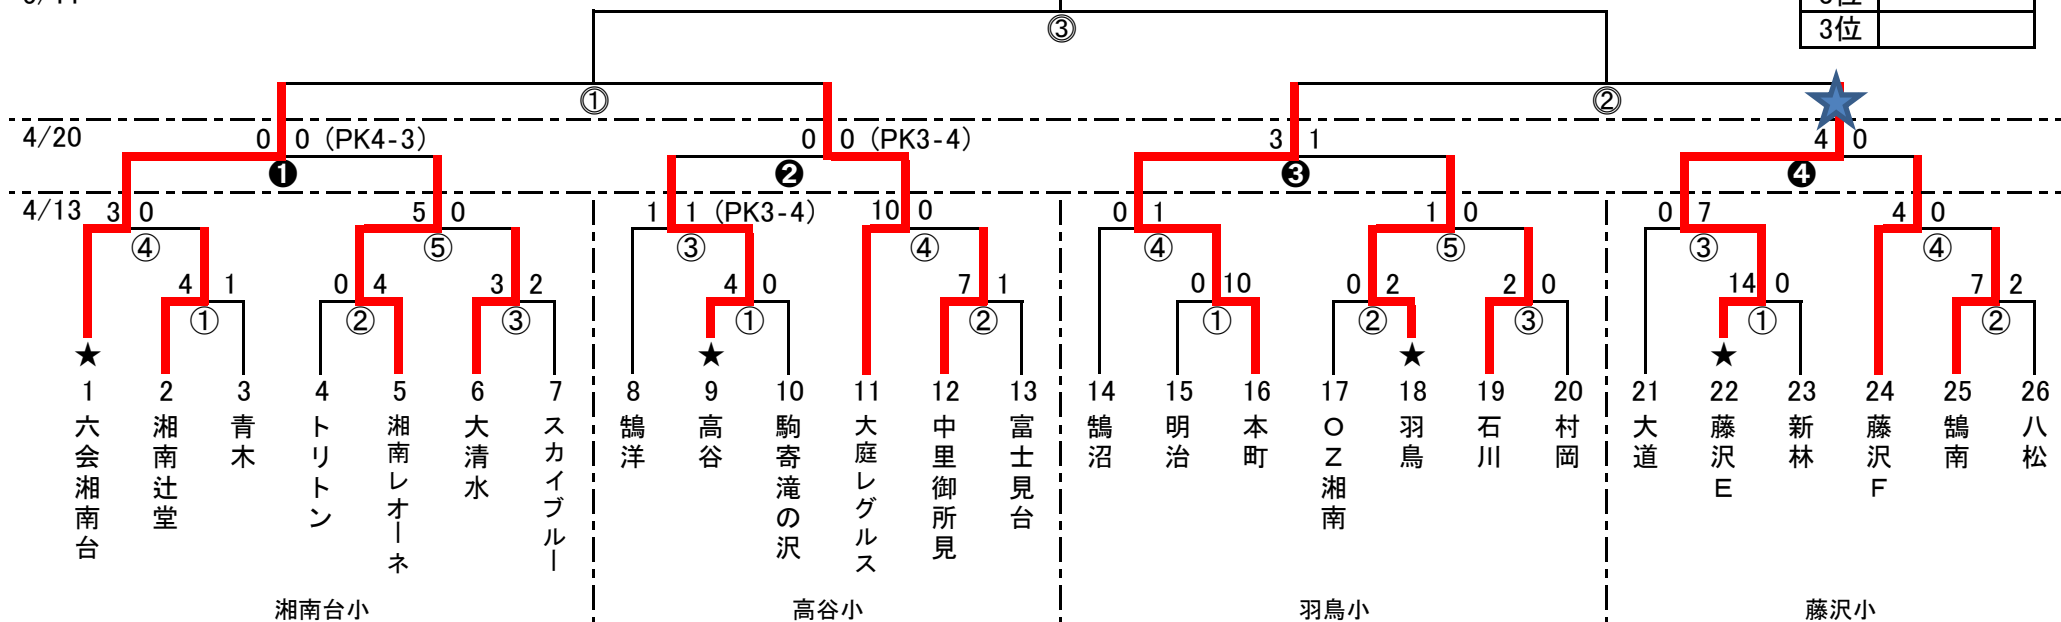 ③
3位
① ②
4/20 0 0 (PK4-3) 0 0 (PK3-4) 3 1 4 0
❶ ❷ ❸ ❹
4/13 3 0 5 0 1 1 (PK3-4) 10 0 0 1 1 0 0 7 4 0
④ ⑤ ③ ④ ④ ⑤ ③ ④
4 1 0 4 3 2 4 0 7 1 0 10 0 2 2 0 14 0 7 2
① ② ③ ① ② ① ② ③ ① ②
★ ★ ★ ★
1 2 3 4 5 6 7 8 9 10 11 12 13 14 15 16 17 18 19 20 21 22 23 24 25 26
六会湘南台
湘南辻堂
青木
トリトン
湘南レオーネ
大清水
スカイブルー
鵠洋
高谷
駒寄滝の沢
大庭レグルス
中里御所見
富士見台
鵠沼
明治
本町
OZ湘南
羽鳥
石川
村岡
大道
藤沢E
新林
藤沢F
鵠南
八松
湘南台小 高谷小 羽鳥小 藤沢小